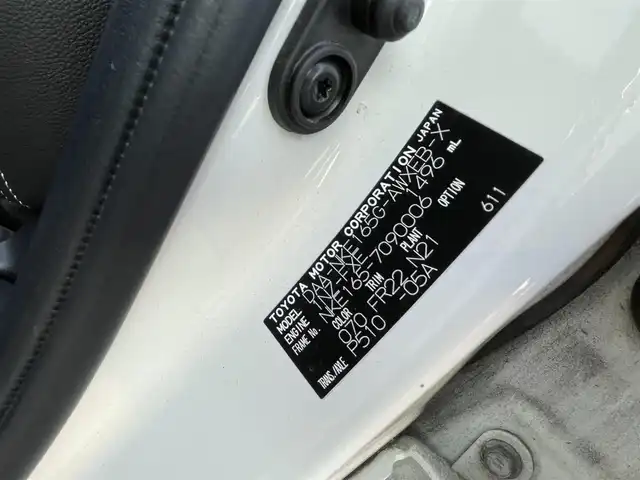 TOYOTA MOTOR CORPORATION JAPAN
MODEL DAA-NKE165G-AWXEB-X
ENGINE 1NZ-FXE 1496 mL
FRAME No. NKE165-7090006
COLOR TRIM PLANT OPTION
070 FR22 N21 611
TRANS./AXLE P510 -05A